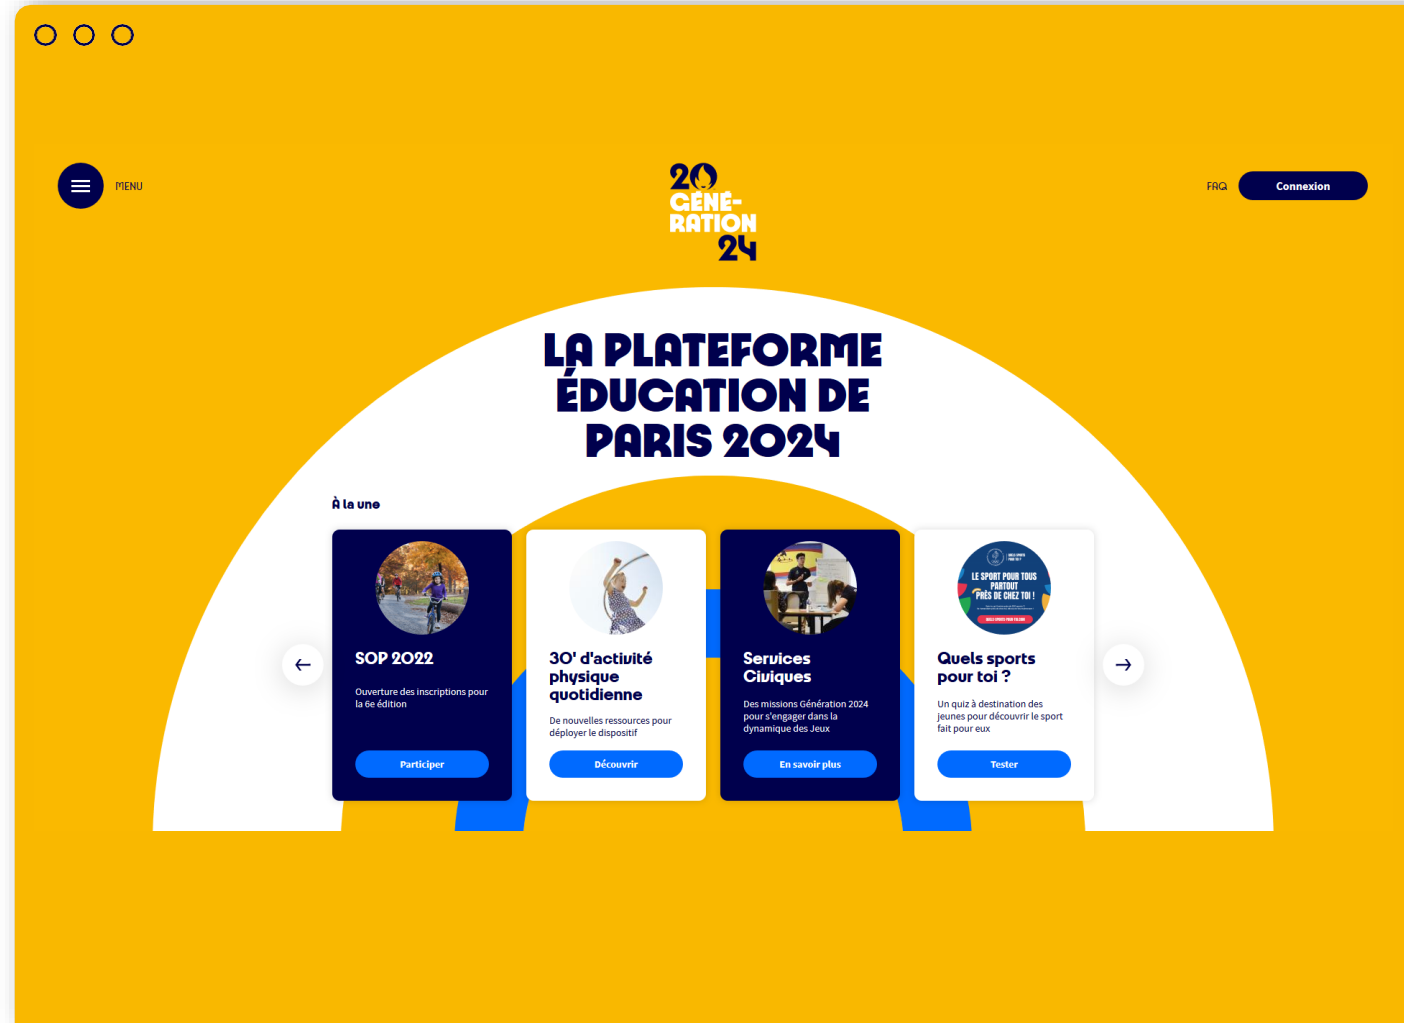 MENU
20
GÉNÉ-
RATION
24
FAQ
Connexion
LA PLATEFORME
ÉDUCATION DE
PARIS 2024
À la une
SOP 2022
Ouverture des inscriptions pour
la 6e édition
Participer
30' d'activité
physique
quotidienne
De nouvelles ressources pour
déployer le dispositif
Découvrir
Services
Civiques
Des missions Génération 2024
pour s'engager dans la
dynamique des Jeux
En savoir plus
LE SPORT POUR TOUS
PARTOUT
PRÈS DE CHEZ TOI !
Quels sports
pour toi ?
Un quiz à destination des
jeunes pour découvrir le sport
fait pour eux
Tester